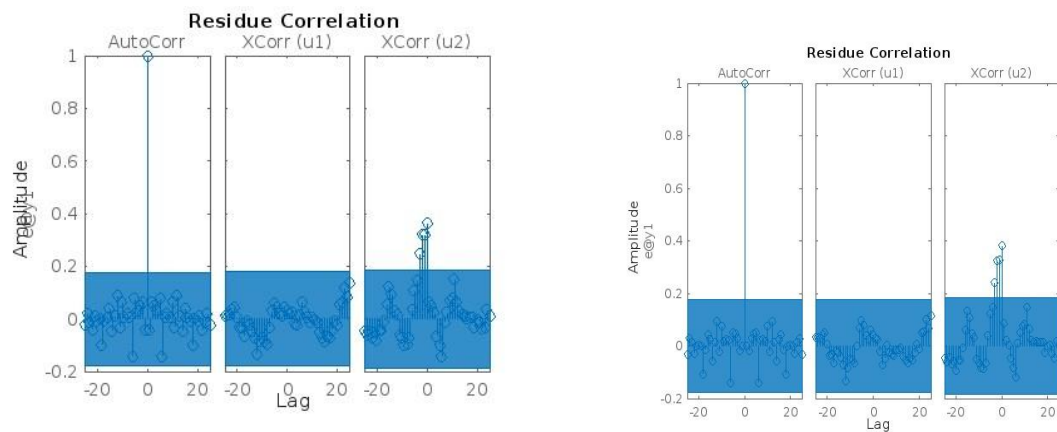 Residue Correlation
AutoCorr XCorr (u1) XCorr (u2)
1
0.8
0.6
0.4
0.2
0
-0.2
Amplitude
e@y1
-20 0 20 -20 0 20 -20 0 20
Lag
Residue Correlation
AutoCorr XCorr (u1) XCorr (u2)
1
0.8
0.6
0.4
0.2
0
-0.2
Amplitude
e@y1
-20 0 20 -20 0 20 -20 0 20
Lag